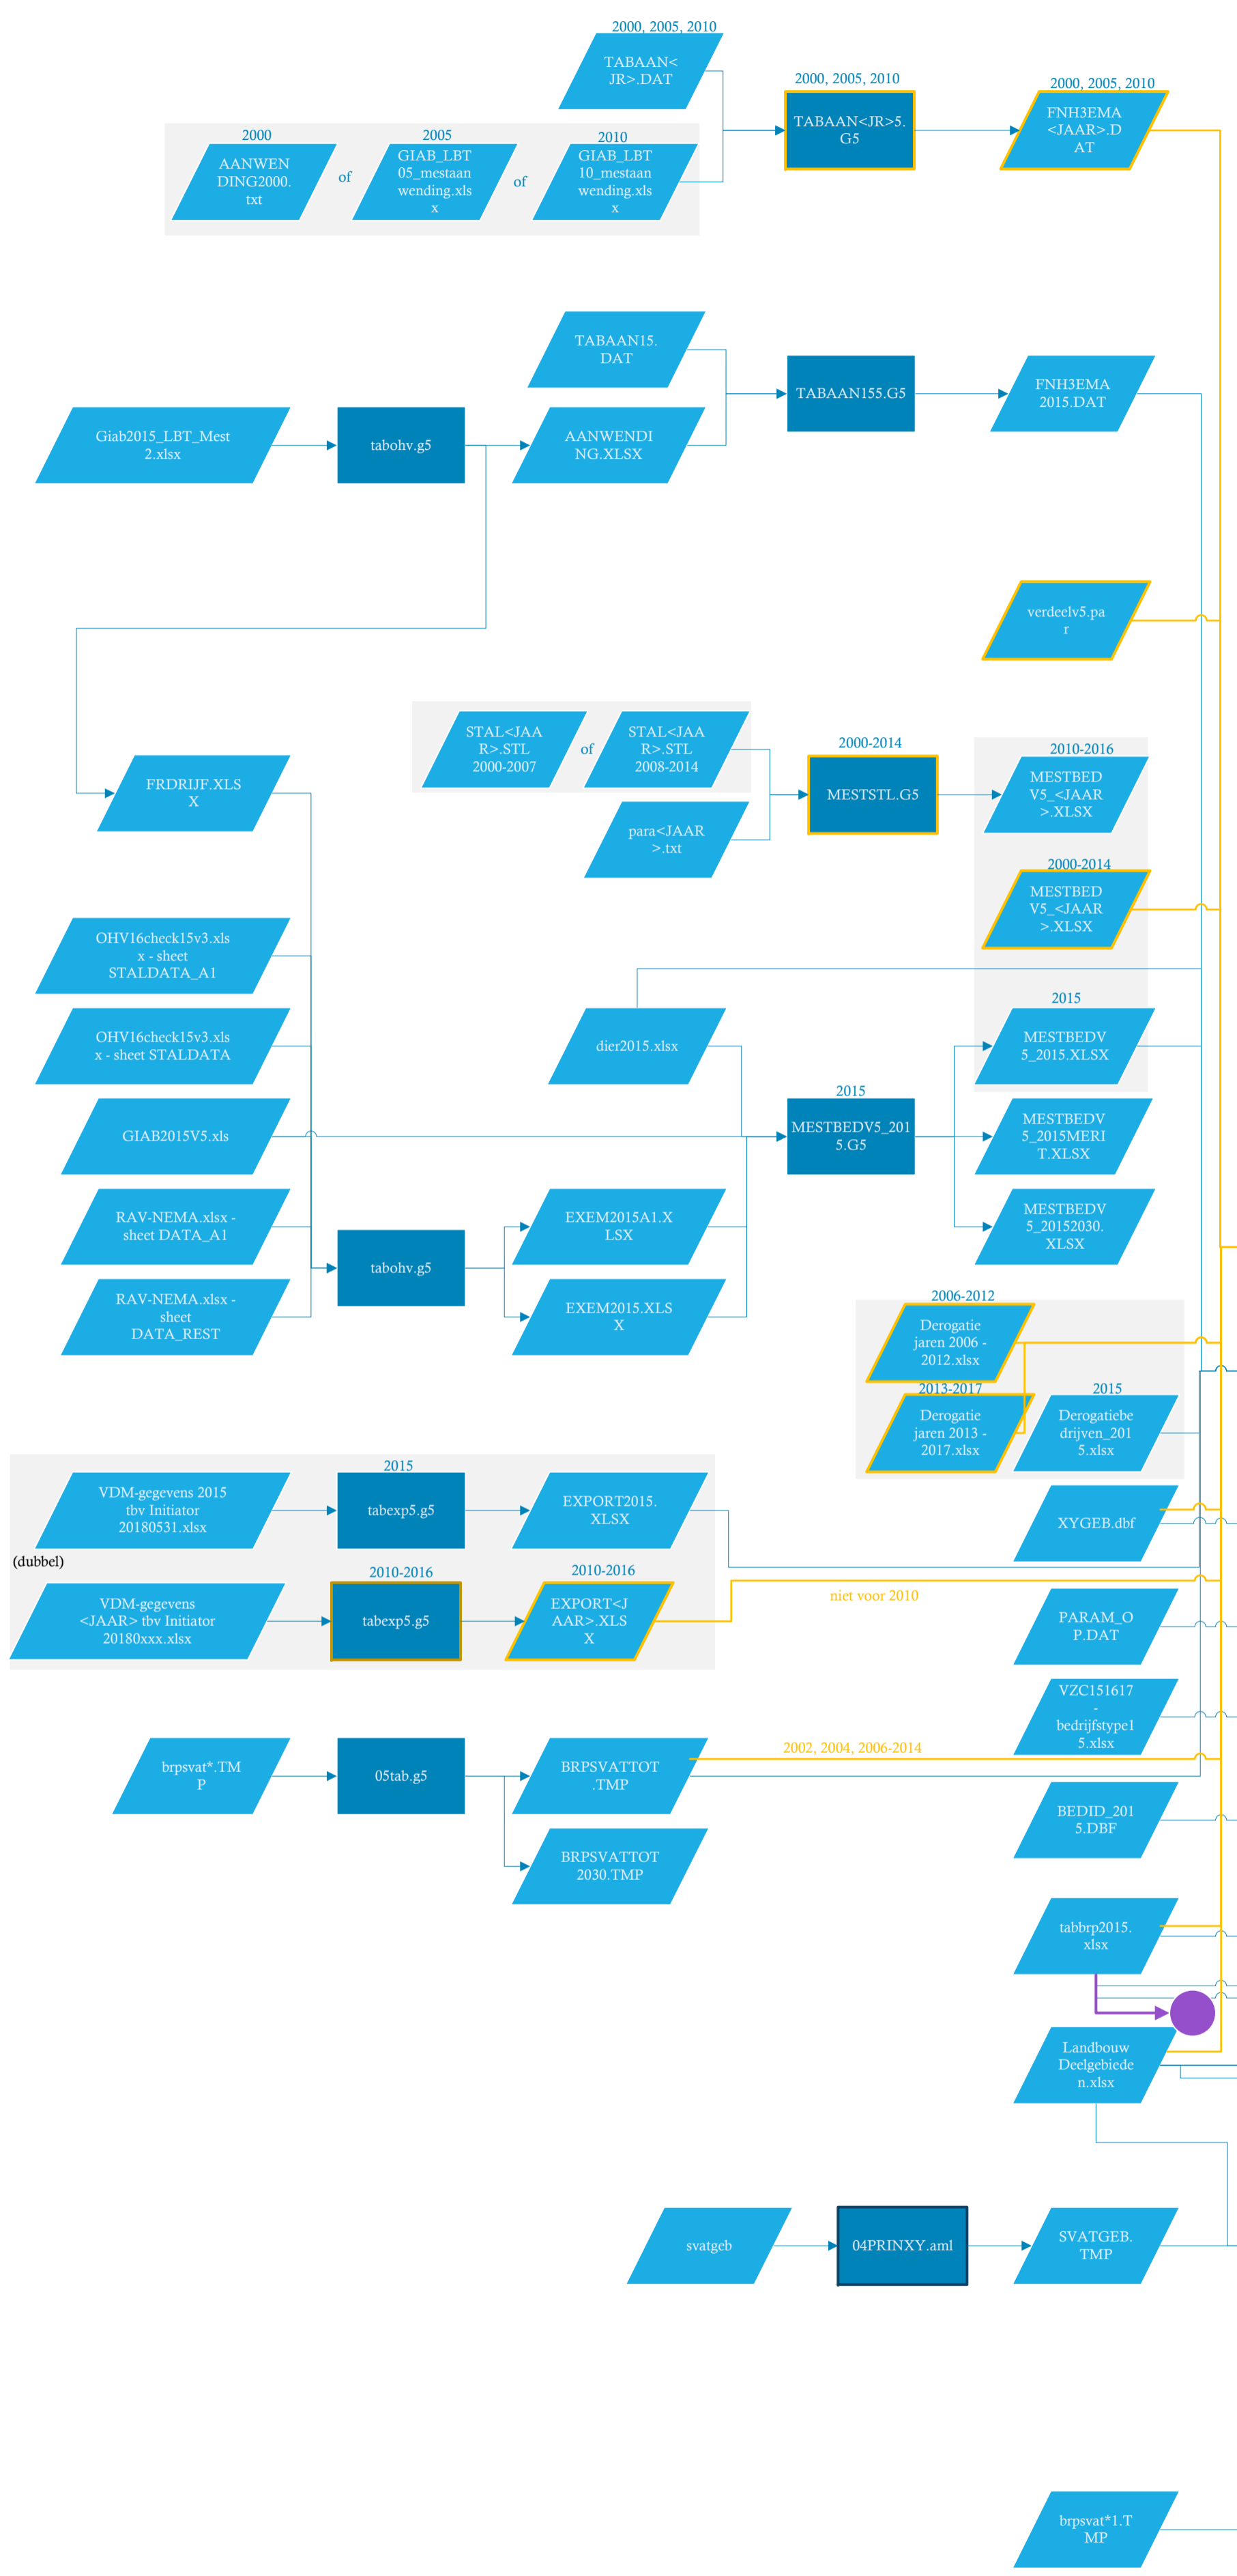 2000, 2005, 2010
TABAAN<
JR>.DAT
2000, 2005, 2010
TABAAN<JR>5.
G5
2000, 2005, 2010
FNH3EMA
<JAAR>.D
AT
2000
AANWEN
DING2000.
txt
of
2005
GIAB_LBT
05_mestaan
wending.xls
x
of
2010
GIAB_LBT
10_mestaan
wending.xls
x
TABAAN15.
DAT
TABAAN155.G5
FNH3EMA
2015.DAT
Giab2015_LBT_Mest
2.xlsx
tabohv.g5
AANWENDI
NG.XLSX
verdeelv5.pa
r
STAL<JAA
R>.STL
2000-2007
of
STAL<JAA
R>.STL
2008-2014
2000-2014
MESTSTL.G5
2010-2016
MESTBED
V5_<JAAR
>.XLSX
FRDRIJF.XLS
X
para<JAAR
>.txt
2000-2014
MESTBED
V5_<JAAR
>.XLSX
OHV16check15v3.xls
x - sheet
STALDATA_A1
OHV16check15v3.xls
x - sheet STALDATA
dier2015.xlsx
2015
MESTBEDV
5_2015.XLSX
GIAB2015V5.xls
2015
MESTBEDV5_201
5.G5
MESTBEDV
5_2015MERI
T.XLSX
RAV-NEMA.xlsx -
sheet DATA_A1
EXEM2015A1.X
LSX
MESTBEDV
5_20152030.
XLSX
tabohv.g5
RAV-NEMA.xlsx -
sheet
DATA_REST
EXEM2015.XLS
X
2006-2012
Derogatie
jaren 2006 -
2012.xlsx
2013-2017
Derogatie
jaren 2013 -
2017.xlsx
2015
Derogatiebe
drijven_201
5.xlsx
VDM-gegevens 2015
tbv Initiator
20180531.xlsx
2015
tabexp5.g5
EXPORT2015.
XLSX
XYGEB.dbf
(dubbel)
VDM-gegevens
<JAAR> tbv Initiator
20180xxx.xlsx
2010-2016
tabexp5.g5
2010-2016
EXPORT<J
AAR>.XLS
X
niet voor 2010
PARAM_O
P.DAT
VZC151617
-
bedrijfstype1
5.xlsx
brpsvat*.TM
P
05tab.g5
BRPSVATTOT
.TMP
2002, 2004, 2006-2014
BEDID_201
5.DBF
BRPSVATTOT
2030.TMP
tabbrp2015.
xlsx
Landbouw
Deelgebiede
n.xlsx
svatgeb
04PRINXY.aml
SVATGEB.
TMP
brpsvat*1.T
MP